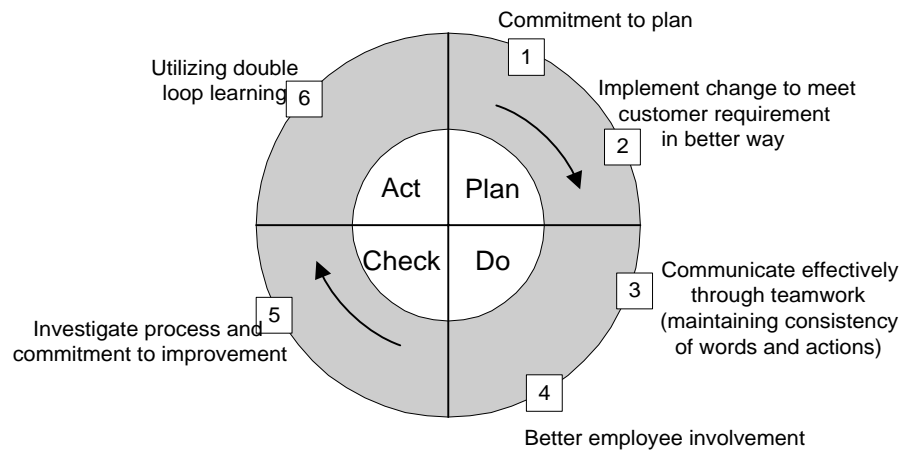 Commitment to plan
1
Implement change to meet
customer requirement
in better way
2
Utilizing double
loop learning
6
Act
Plan
Check
Do
3
Communicate effectively
through teamwork
(maintaining consistency
of words and actions)
5
Investigate process and
commitment to improvement
4
Better employee involvement